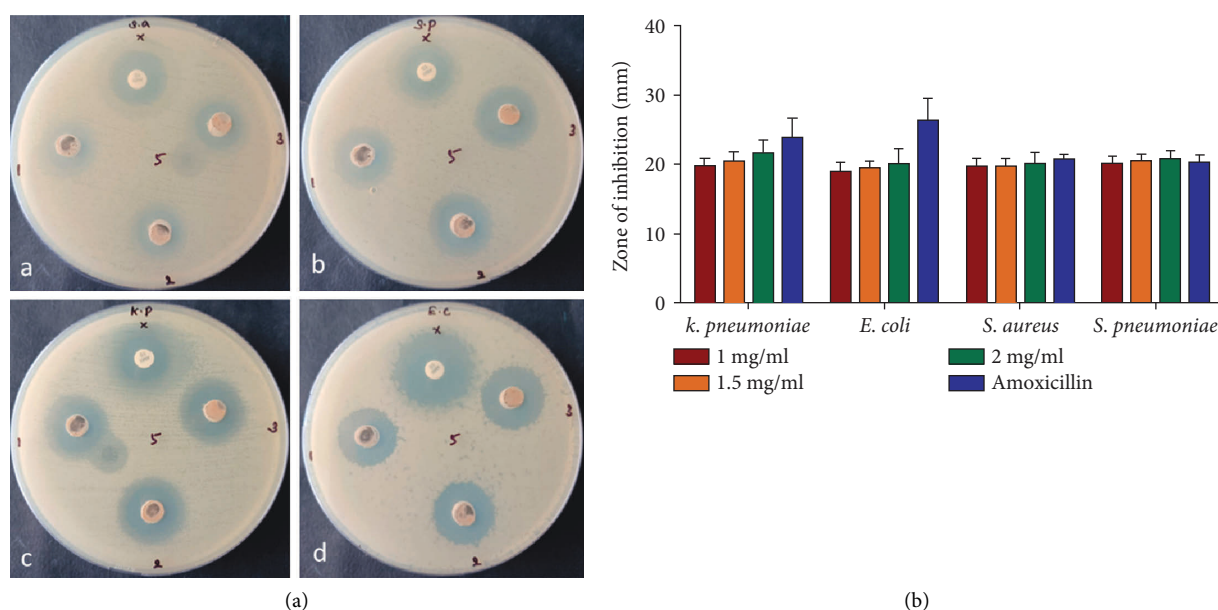 S.a
x
1
5
3
2
a
S.P
x
1
5
3
2
b
K.P
x
1
5
3
2
c
E.C
x
1
5
3
2
d
(a)
Zone of inhibition (mm)
40
30
20
10
0
k. pneumoniae
E. coli
S. aureus
S. pneumoniae
1 mg/ml
1.5 mg/ml
2 mg/ml
Amoxicillin
(b)